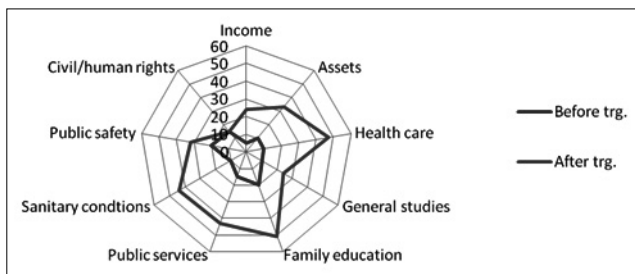 Income
60
50
40
30
20
10
0
Assets
Health care
General studies
Family education
Public services
Sanitary condtions
Public safety
Civil/human rights
Before trg.
After trg.